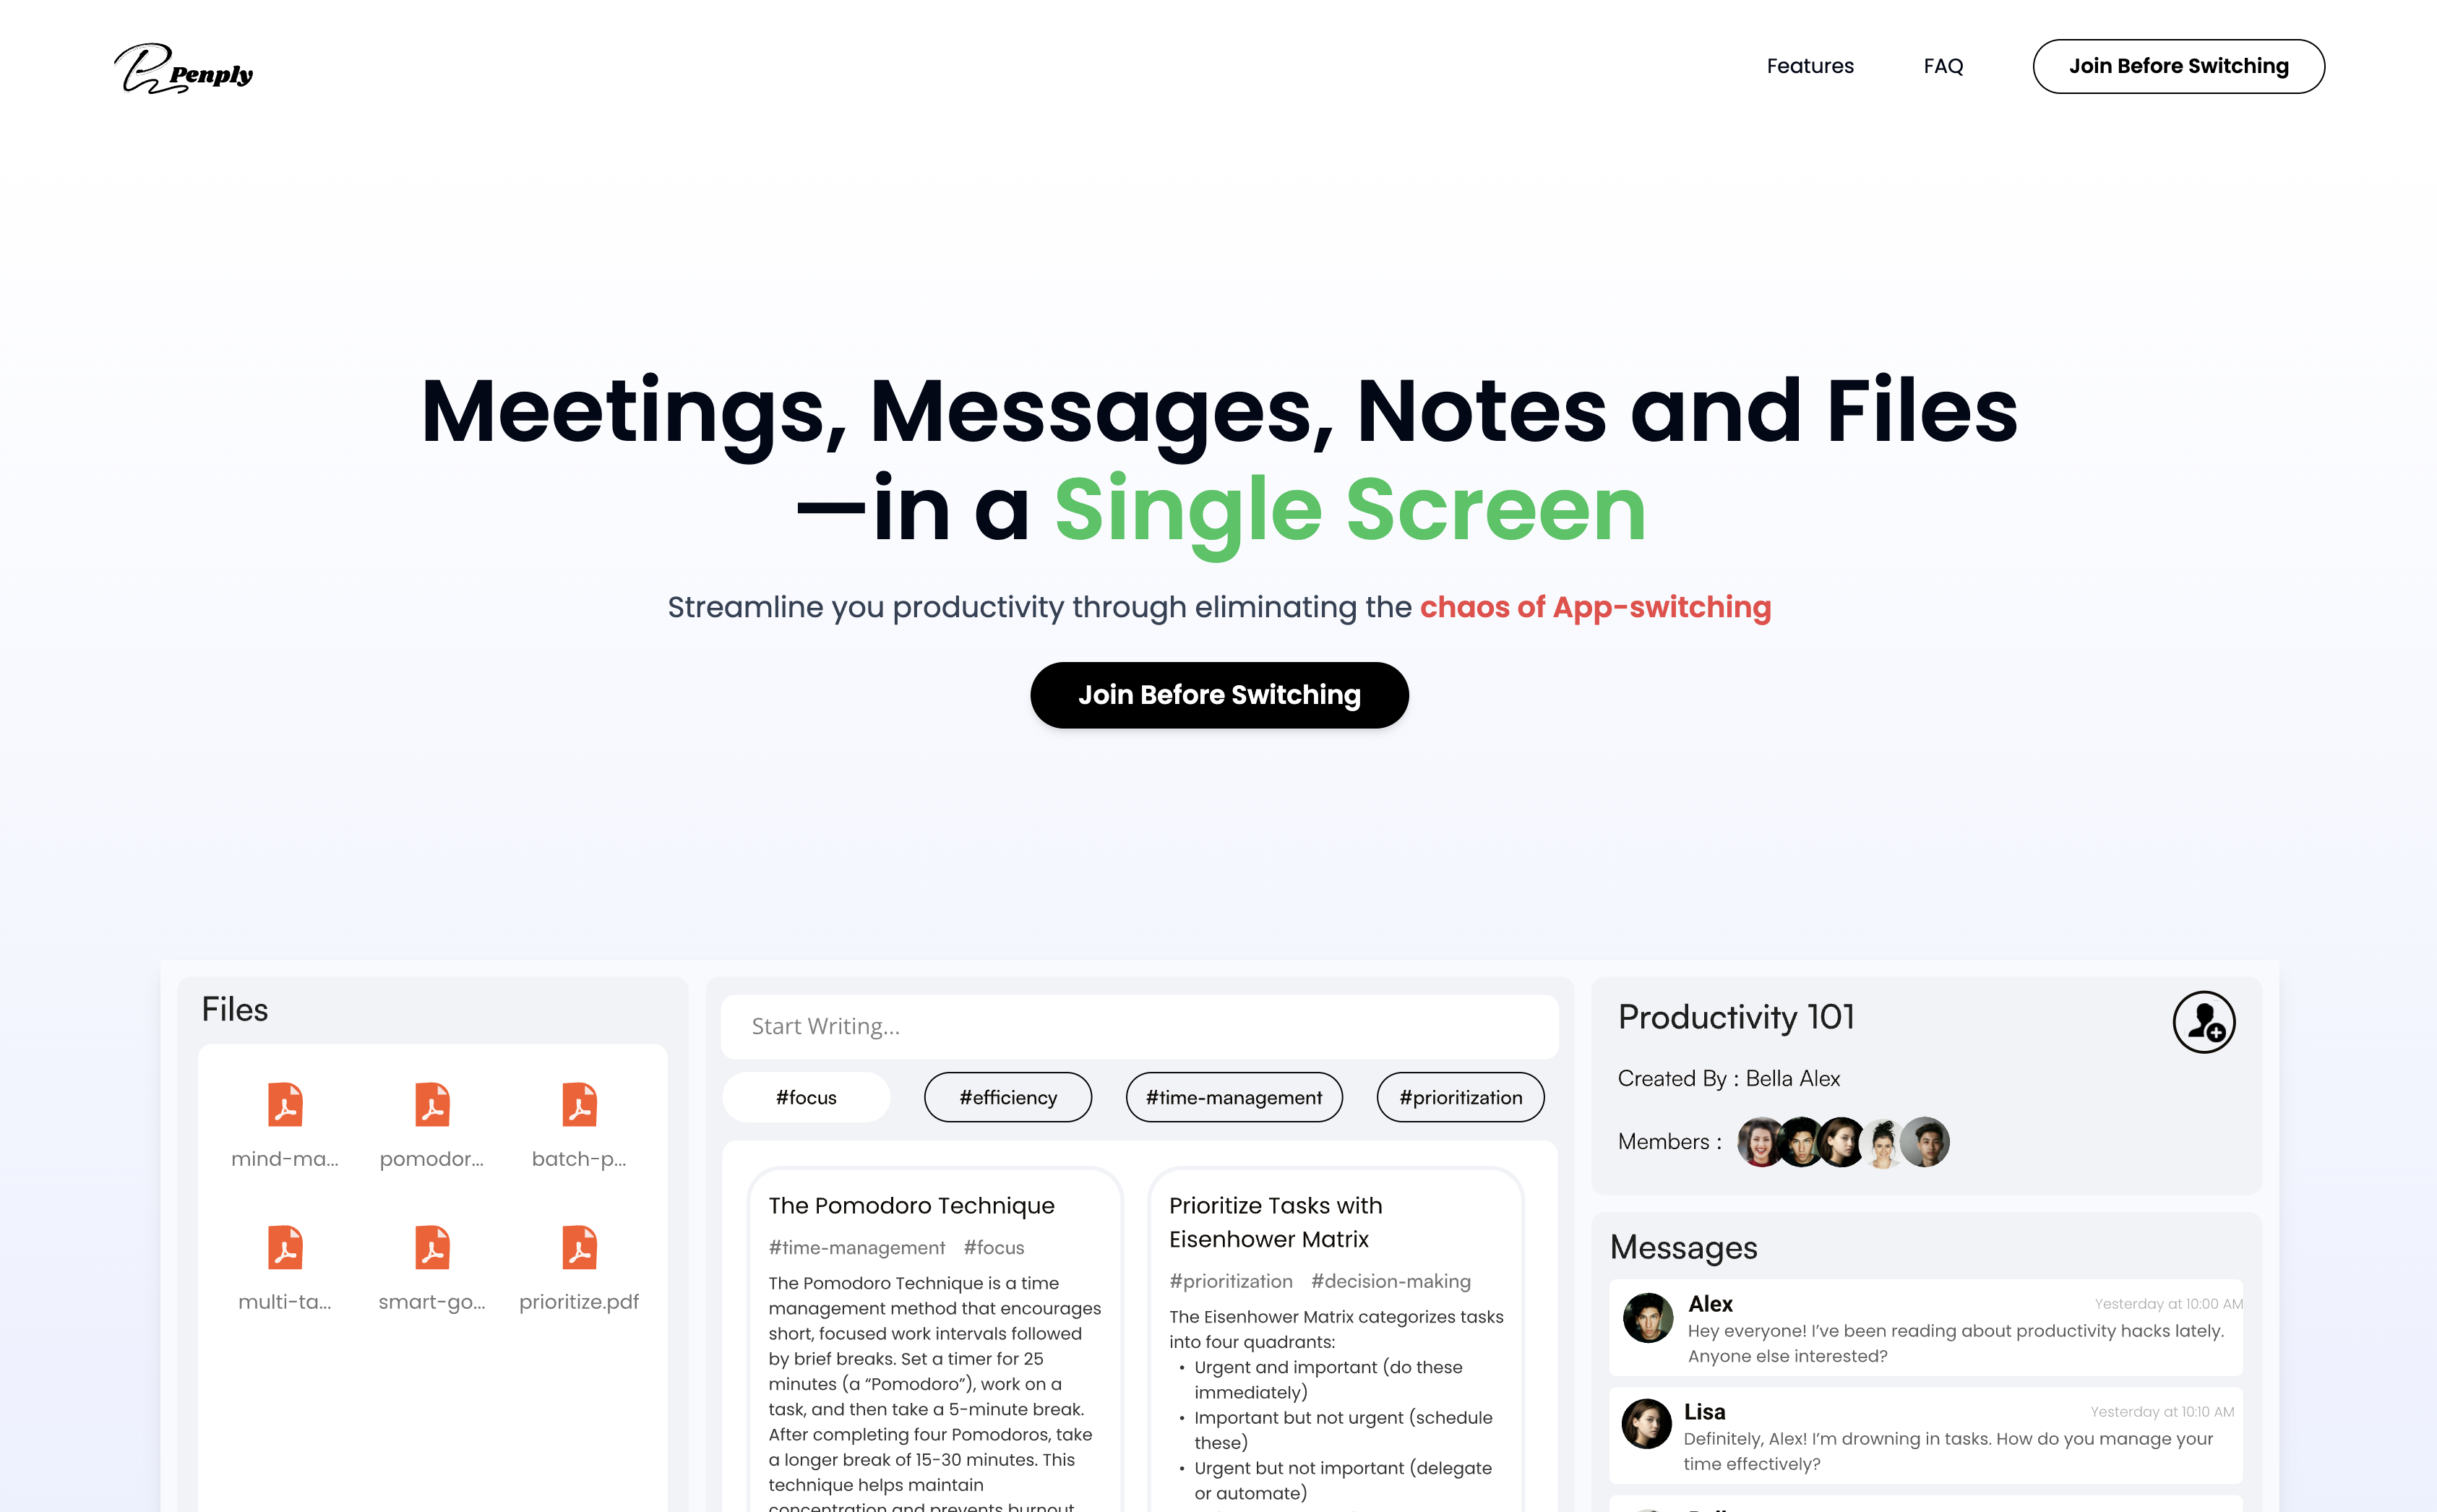 Penply
Features
FAQ
Join Before Switching
Meetings, Messages, Notes and Files
—in a Single Screen
Streamline you productivity through eliminating the chaos of App-switching
Join Before Switching
Files
mind-ma...
pomodor...
batch-p...
multi-ta...
smart-go...
prioritize.pdf
Start Writing...
#focus
#efficiency
#time-management
#prioritization
The Pomodoro Technique
#time-management #focus
The Pomodoro Technique is a time
management method that encourages
short, focused work intervals followed
by brief breaks. Set a timer for 25
minutes (a “Pomodoro”), work on a
task, and then take a 5-minute break.
After completing four Pomodoros, take
a longer break of 15-30 minutes. This
technique helps maintain
concentration and prevents burnout
Prioritize Tasks with
Eisenhower Matrix
#prioritization #decision-making
The Eisenhower Matrix categorizes tasks
into four quadrants:
• Urgent and important (do these
immediately)
• Important but not urgent (schedule
these)
• Urgent but not important (delegate
or automate)
Productivity 101
Created By : Bella Alex
Members :
Messages
Alex
Yesterday at 10:00 AM
Hey everyone! I’ve been reading about productivity hacks lately.
Anyone else interested?
Lisa
Yesterday at 10:10 AM
Definitely, Alex! I’m drowning in tasks. How do you manage your
time effectively?